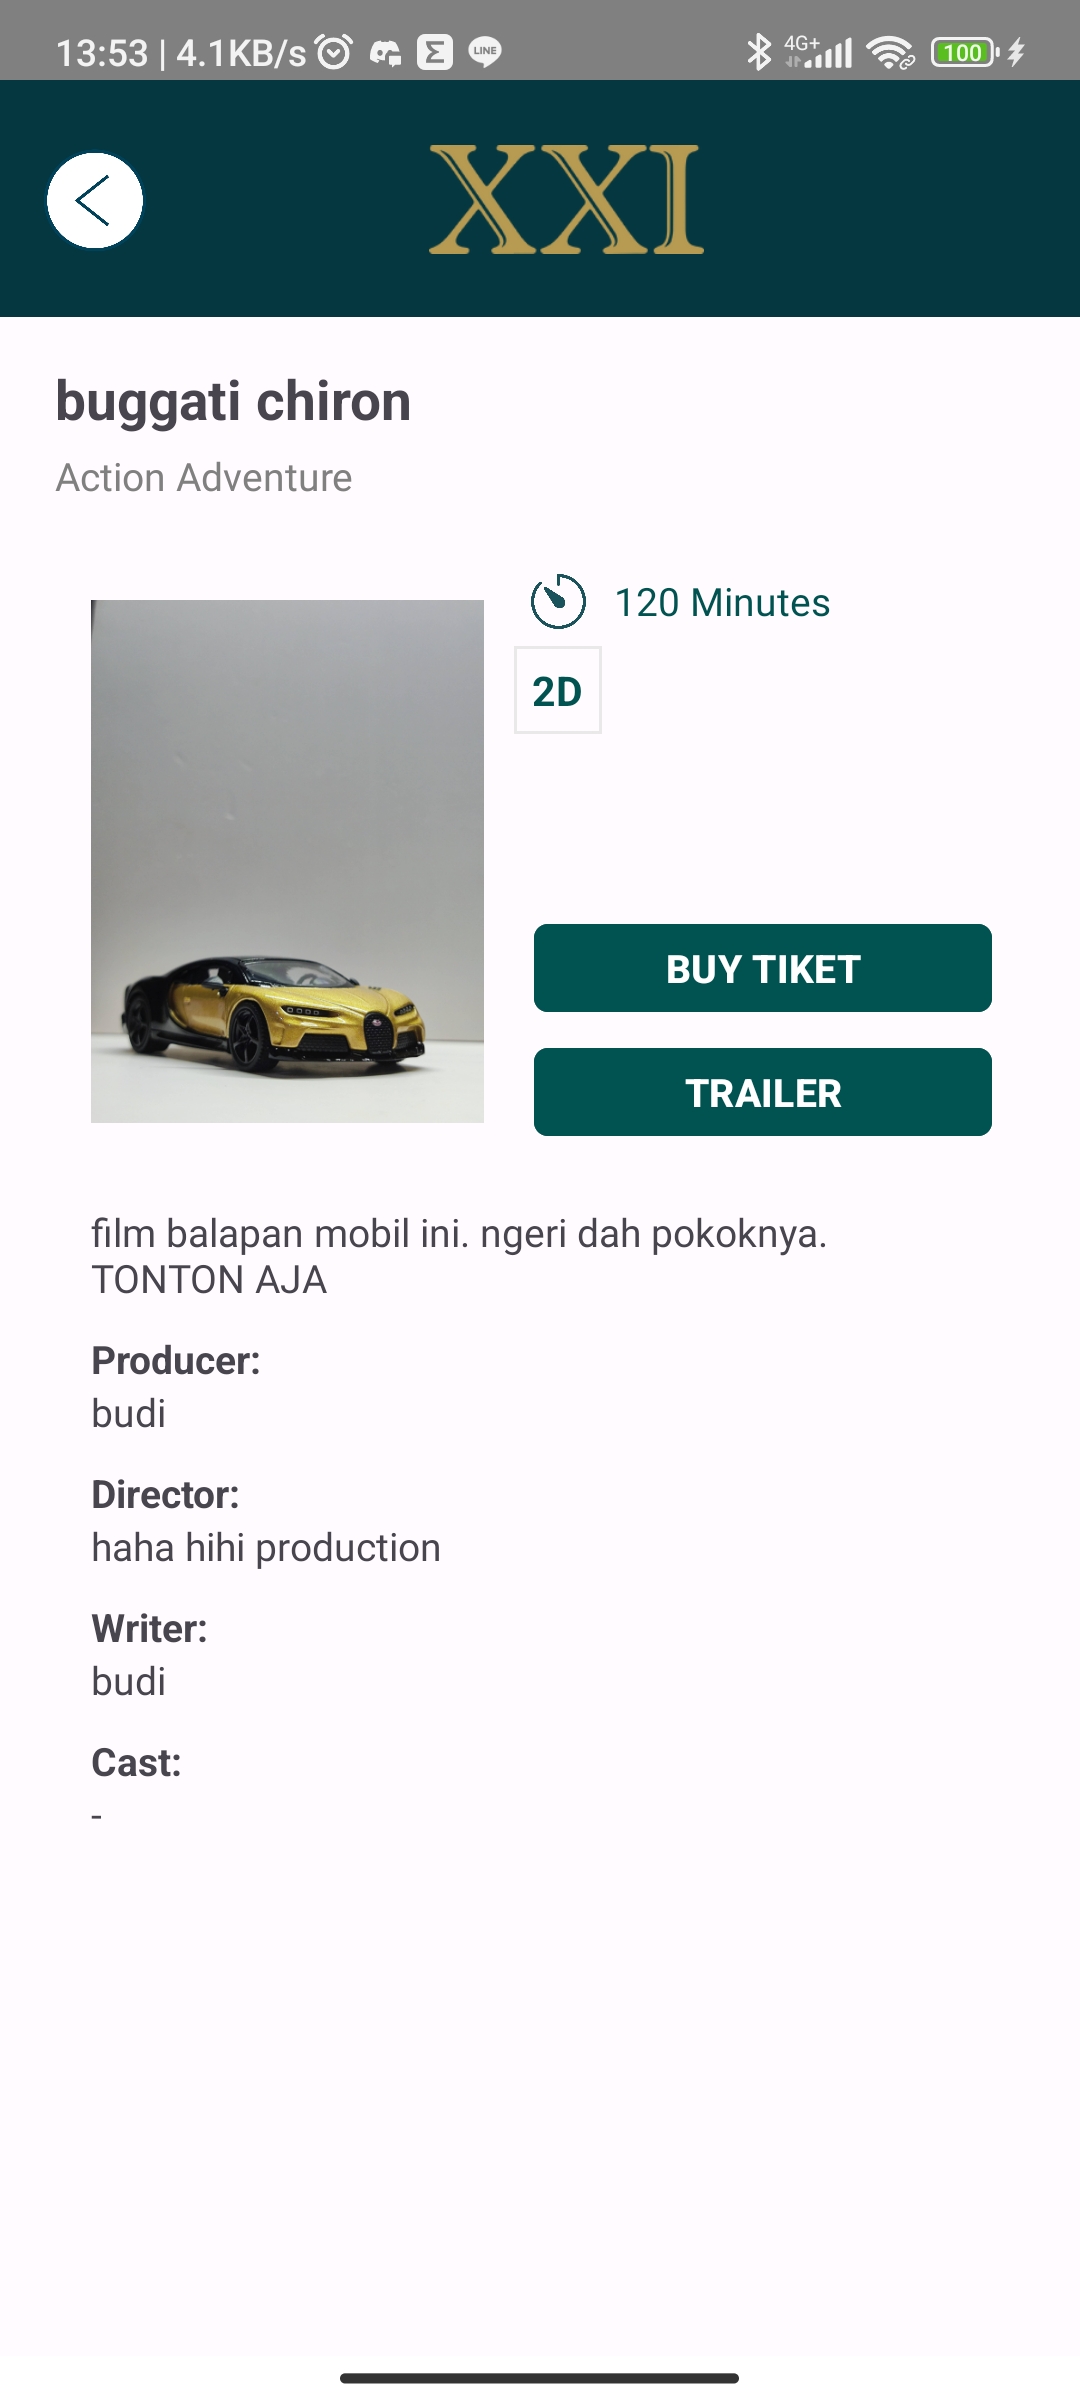 13:53 | 4.1KB/s LINE 4G+ 100
XXI
buggati chiron
Action Adventure
120 Minutes
2D
BUY TIKET
TRAILER
film balapan mobil ini. ngeri dah pokoknya.
TONTON AJA
Producer:
budi
Director:
haha hihi production
Writer:
budi
Cast:
-